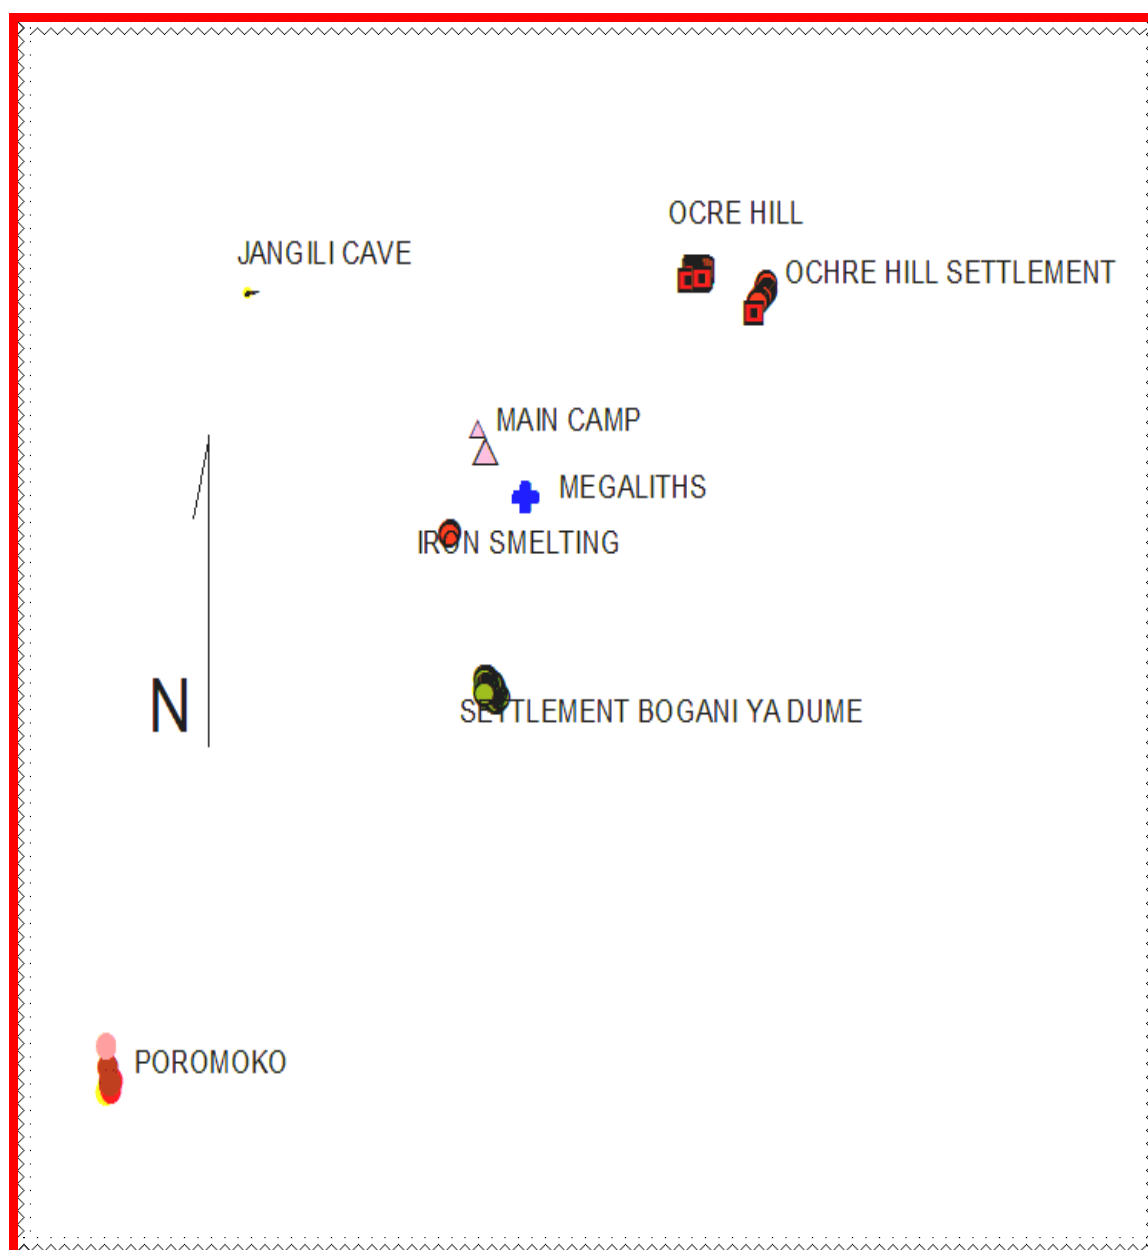 OCRE HILL
JANGILI CAVE
OCHRE HILL SETTLEMENT
MAIN CAMP
MEGALITHS
IRON SMELTING
N
SETTLEMENT BOGANI YA DUME
POROMOKO